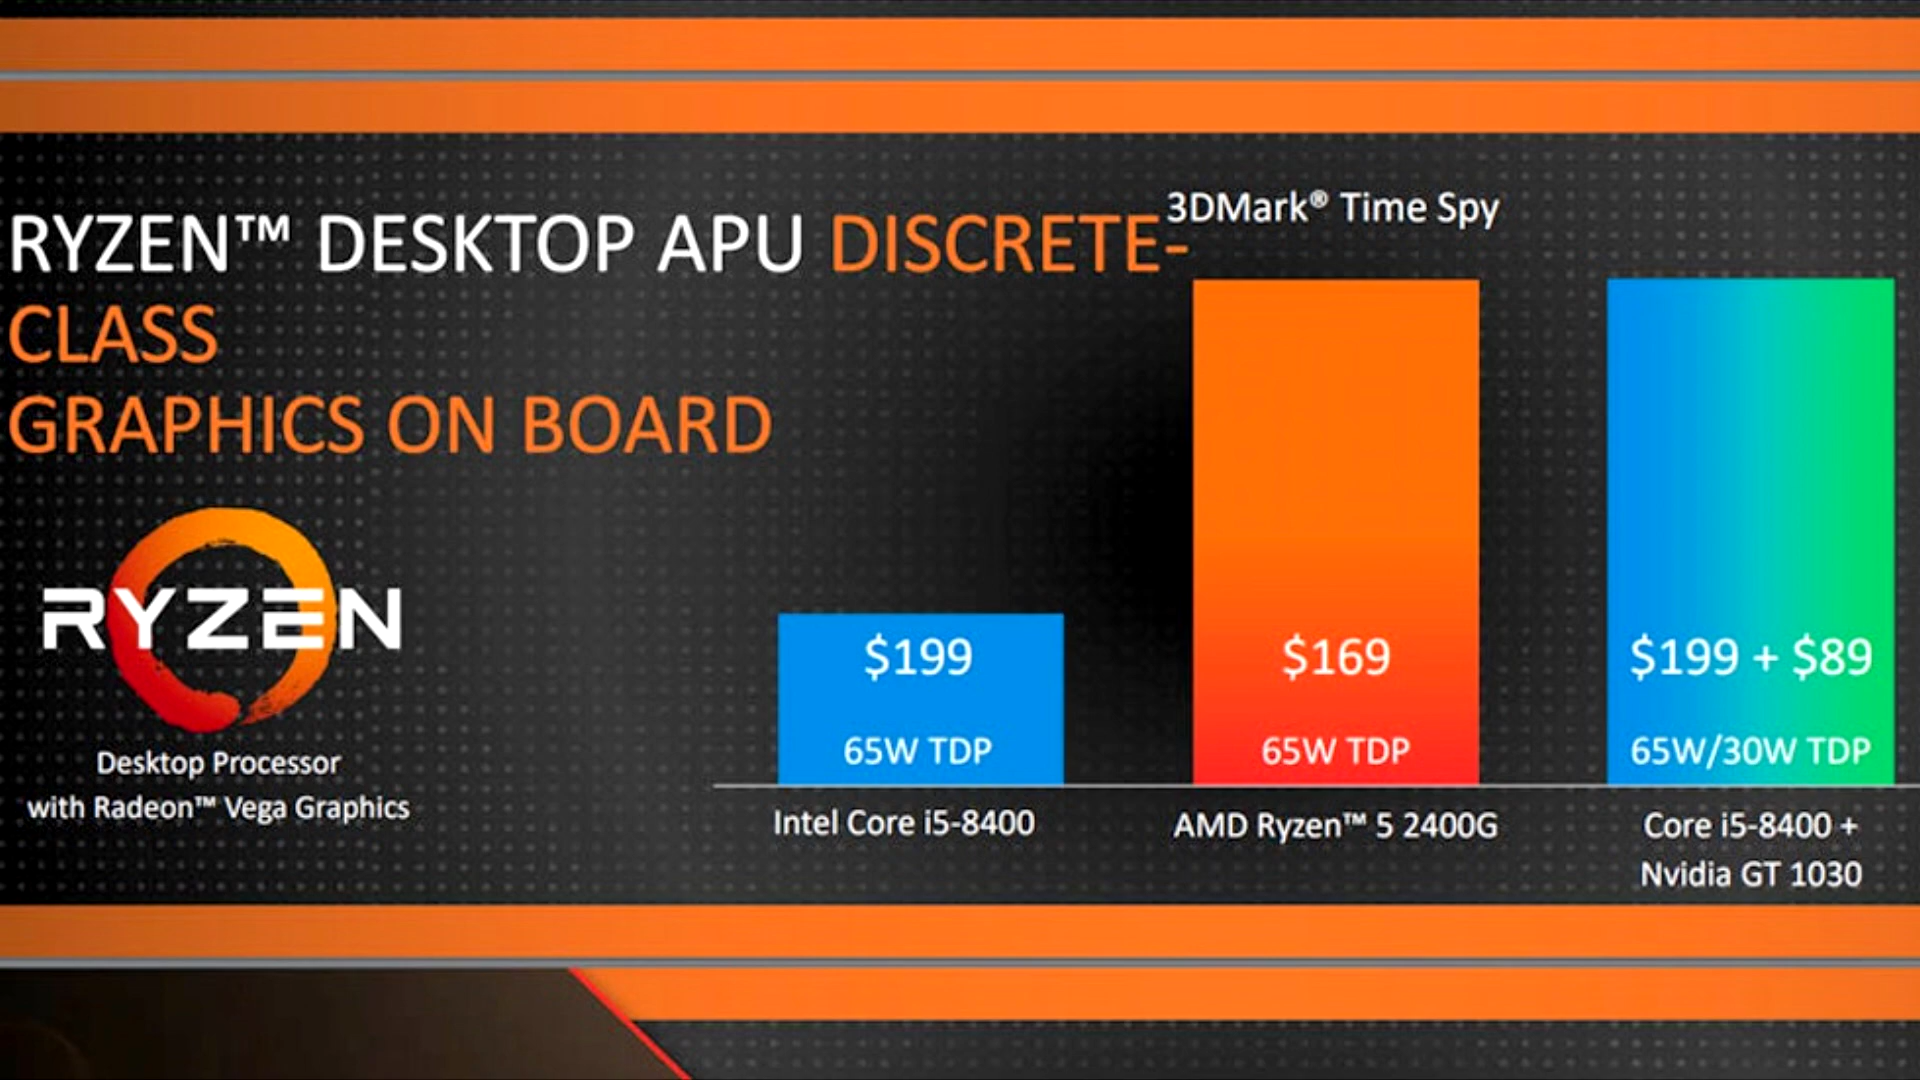 RYZEN™ DESKTOP APU DISCRETE-
CLASS
GRAPHICS ON BOARD
RYZEN
Desktop Processor
with Radeon™ Vega Graphics
3DMark® Time Spy
$199
65W TDP
Intel Core i5-8400
$169
65W TDP
AMD Ryzen™ 5 2400G
$199 + $89
65W/30W TDP
Core i5-8400 +
Nvidia GT 1030